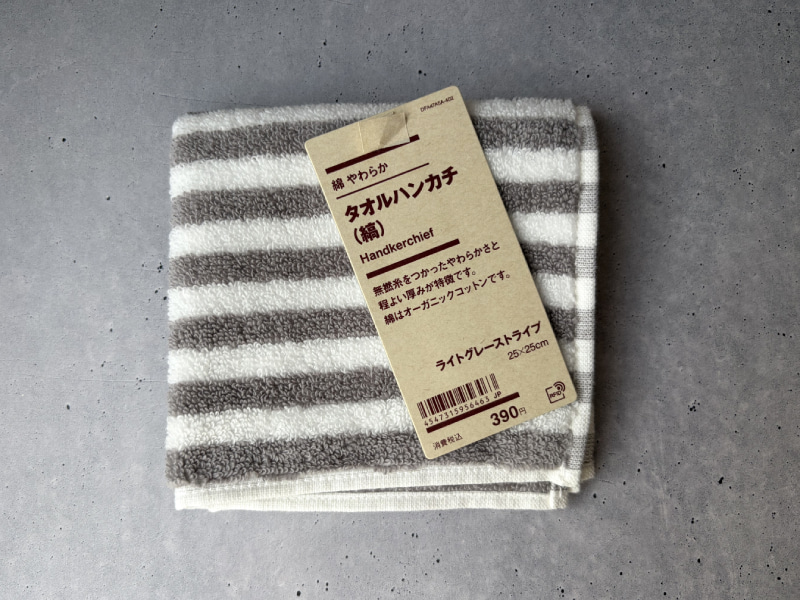 綿 やわらか
タオルハンカチ
（縞）
Handkerchief
無撚糸をつかったやわらかさと
程よい厚みが特徴です。
綿はオーガニックコットンです。
ライトグレーストライプ
25×25cm
4547315956463 JP
390円
消費税込
RFID